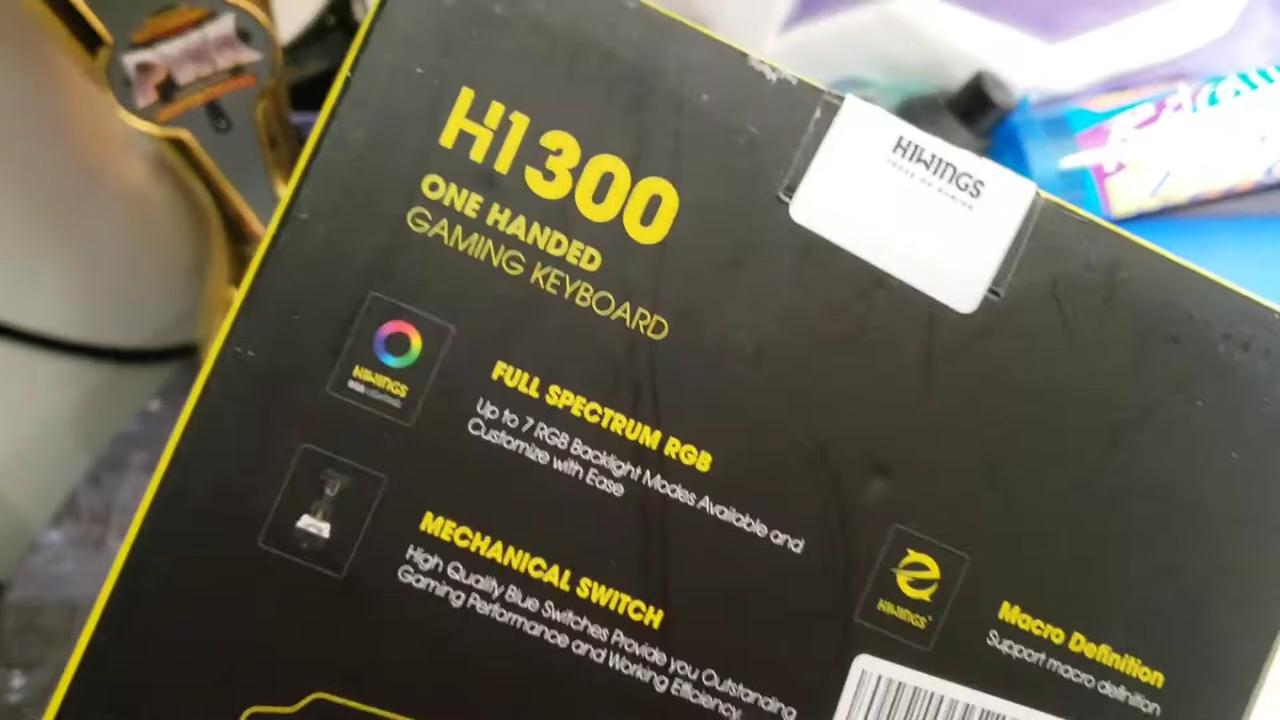 H1300
ONE HANDED
GAMING KEYBOARD
HIWINGS
HIWINGS
RGB LIGHTING
FULL SPECTRUM RGB
Up to 7 RGB Backlight Modes Available and
Customize with Ease
MECHANICAL SWITCH
High Quality Blue Switches Provide you Outstanding
Gaming Performance and Working Efficiency.
HIWINGS
Macro Definition
Support macro definition